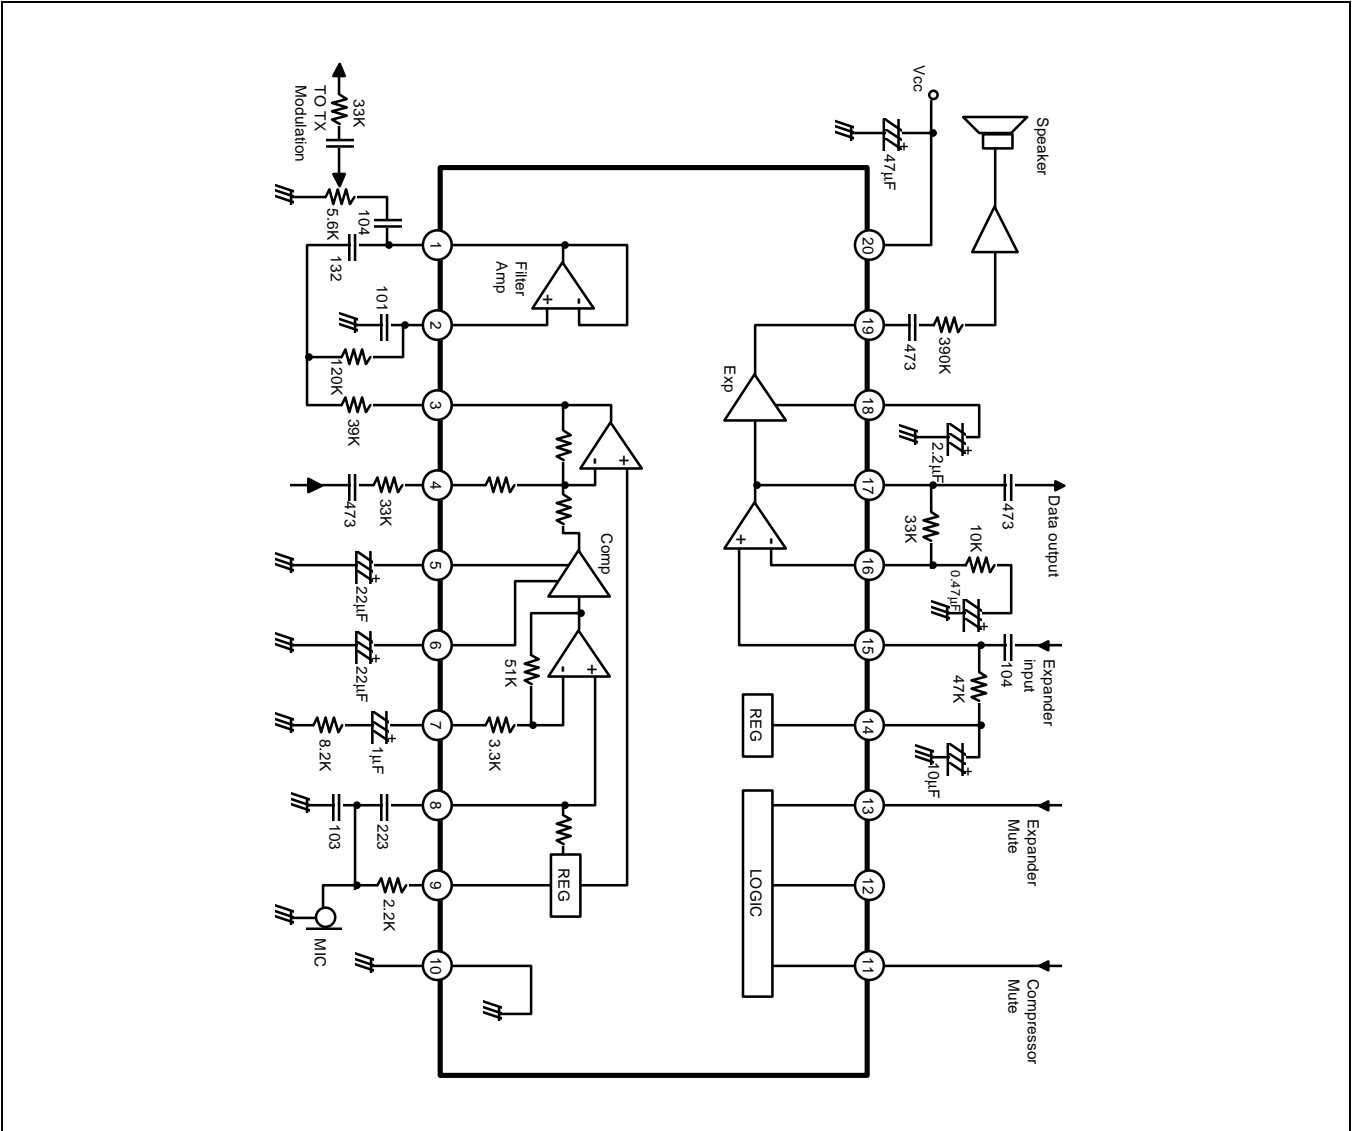 Vcc
47µF
+
Speaker
33K
TO TX
Modulation
5.6K
104
132
101
120K
39K
473
33K
22µF
+
22µF
+
8.2K
1µF
+
103
223
2.2K
MIC
1
2
3
4
5
6
7
8
9
10
Filter
Amp
+
-
-
+
Comp
51K
-
+
3.3K
REG
Exp
+
-
REG
LOGIC
20
19
18
17
16
15
14
13
12
11
473
390K
2.2µF
+
33K
473
Data output
10K
0.47µF
+
104
Expander
input
47K
10µF
+
Expander
Mute
Compressor
Mute